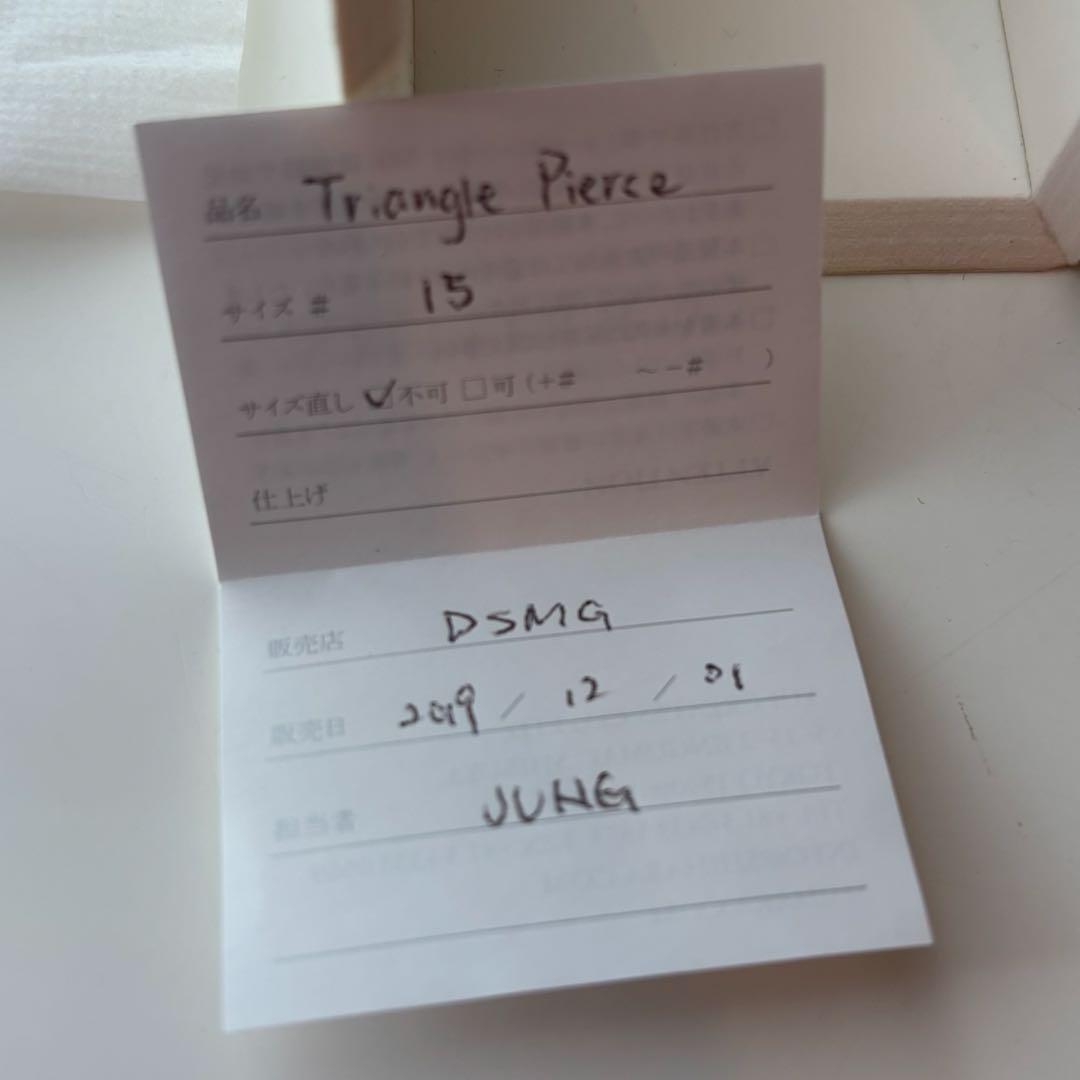 品名 Triangle Pierce
サイズ # 15
サイズ直し ☑不可 □可 (+# ～-# )
仕上げ
販売店 DSMG
販売日 2019 / 12 / 01
担当者 JUNG